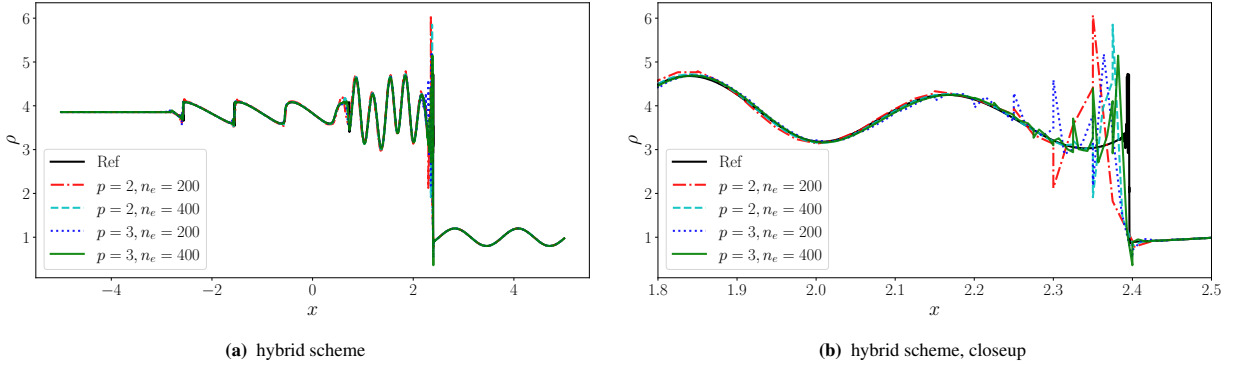 6
5
4
3
2
1
ρ
Ref
p = 2, n_e = 200
p = 2, n_e = 400
p = 3, n_e = 200
p = 3, n_e = 400
−4 −2 0 2 4
x
(a) hybrid scheme
6
5
4
3
2
1
ρ
Ref
p = 2, n_e = 200
p = 2, n_e = 400
p = 3, n_e = 200
p = 3, n_e = 400
1.8 1.9 2.0 2.1 2.2 2.3 2.4 2.5
x
(b) hybrid scheme, closeup